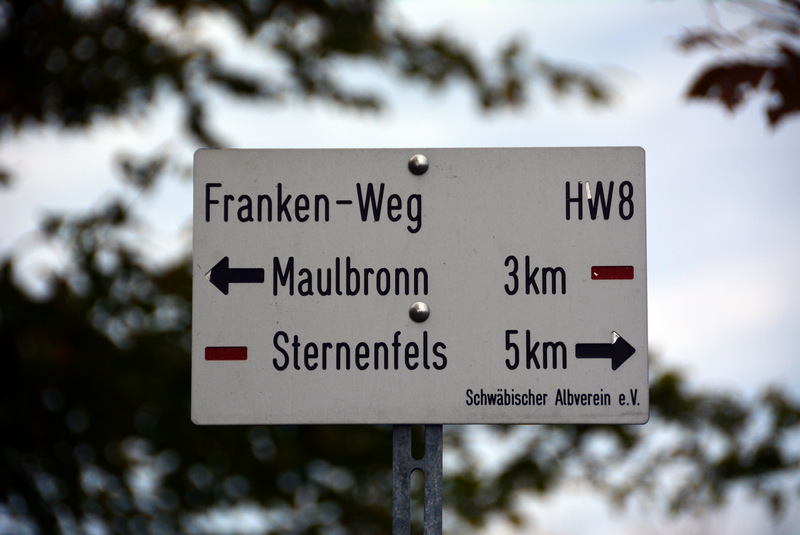 Franken-Weg HW8
Maulbronn 3km
Sternenfels 5km
Schwäbischer Albverein e.V.